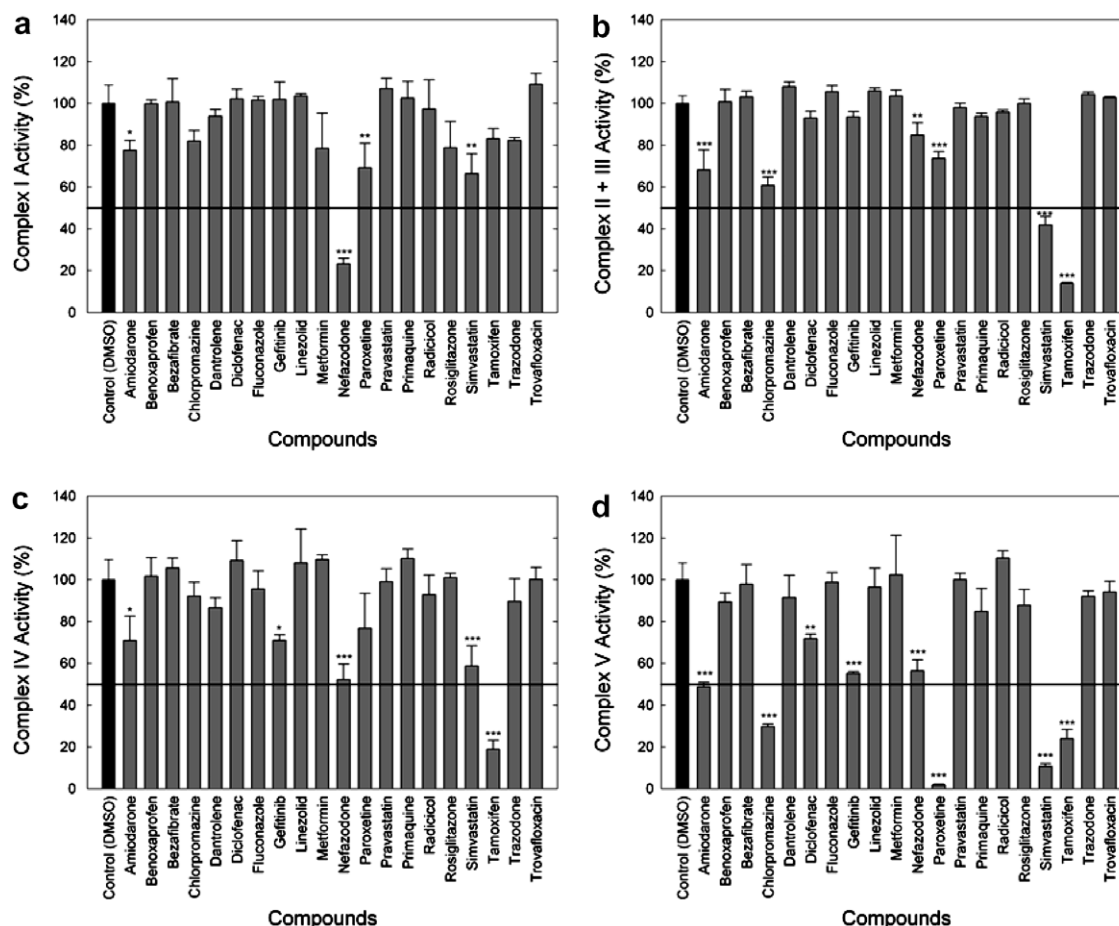 a
Complex I Activity (%)
140
120
100
80
60
40
20
0
*
***
**
**
Control (DMSO)
Amiodarone
Benoxaprofen
Bezafibrate
Chlorpromazine
Dantrolene
Diclofenac
Fluconazole
Gefitinib
Linezolid
Metformin
Nefazodone
Paroxetine
Pravastatin
Primaquine
Radicicol
Rosiglitazone
Simvastatin
Tamoxifen
Trazodone
Trovafloxacin
Compounds
b
Complex II + III Activity (%)
140
120
100
80
60
40
20
0
***
***
**
***
***
***
Control (DMSO)
Amiodarone
Benoxaprofen
Bezafibrate
Chlorpromazine
Dantrolene
Diclofenac
Fluconazole
Gefitinib
Linezolid
Metformin
Nefazodone
Paroxetine
Pravastatin
Primaquine
Radicicol
Rosiglitazone
Simvastatin
Tamoxifen
Trazodone
Trovafloxacin
Compounds
c
Complex IV Activity (%)
140
120
100
80
60
40
20
0
*
*
***
***
***
Control (DMSO)
Amiodarone
Benoxaprofen
Bezafibrate
Chlorpromazine
Dantrolene
Diclofenac
Fluconazole
Gefitinib
Linezolid
Metformin
Nefazodone
Paroxetine
Pravastatin
Primaquine
Radicicol
Rosiglitazone
Simvastatin
Tamoxifen
Trazodone
Trovafloxacin
Compounds
d
Complex V Activity (%)
140
120
100
80
60
40
20
0
***
***
**
***
***
***
***
***
Control (DMSO)
Amiodarone
Benoxaprofen
Bezafibrate
Chlorpromazine
Dantrolene
Diclofenac
Fluconazole
Gefitinib
Linezolid
Metformin
Nefazodone
Paroxetine
Pravastatin
Primaquine
Radicicol
Rosiglitazone
Simvastatin
Tamoxifen
Trazodone
Trovafloxacin
Compounds